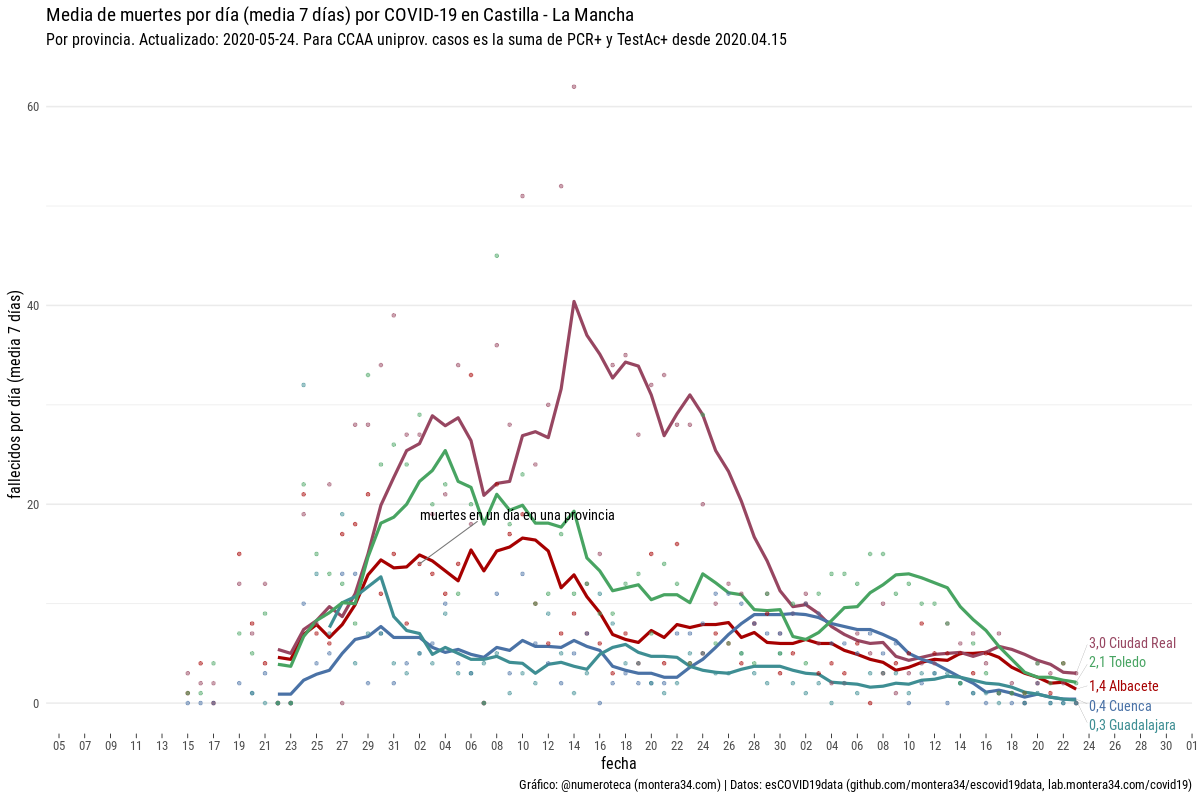 Media de muertes por día (media 7 días) por COVID-19 en Castilla - La Mancha
Por provincia. Actualizado: 2020-05-24. Para CCAA uniprov. casos es la suma de PCR+ y TestAc+ desde 2020.04.15
fallecidos por día (media 7 días)
60
40
20
0
muertes en un día en una provincia
3,0 Ciudad Real
2,1 Toledo
1,4 Albacete
0,4 Cuenca
0,3 Guadalajara
05 07 09 11 13 15 17 19 21 23 25 27 29 31 02 04 06 08 10 12 14 16 18 20 22 24 26 28 30 02 04 06 08 10 12 14 16 18 20 22 24 26 28 30 01
fecha
Gráfico: @numeroteca (montera34.com) | Datos: esCOVID19data (github.com/montera34/escovid19data, lab.montera34.com/covid19)